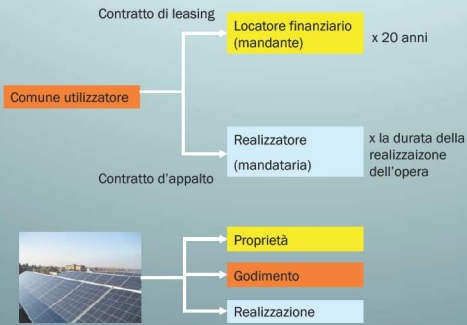 Contratto di leasing
Locatore finanziario
(mandante)
x 20 anni
Comune utilizzatore
Realizzatore
(mandataria)
x la durata della
realizzaizone
dell'opera
Contratto d'appalto
Proprietà
Godimento
Realizzazione